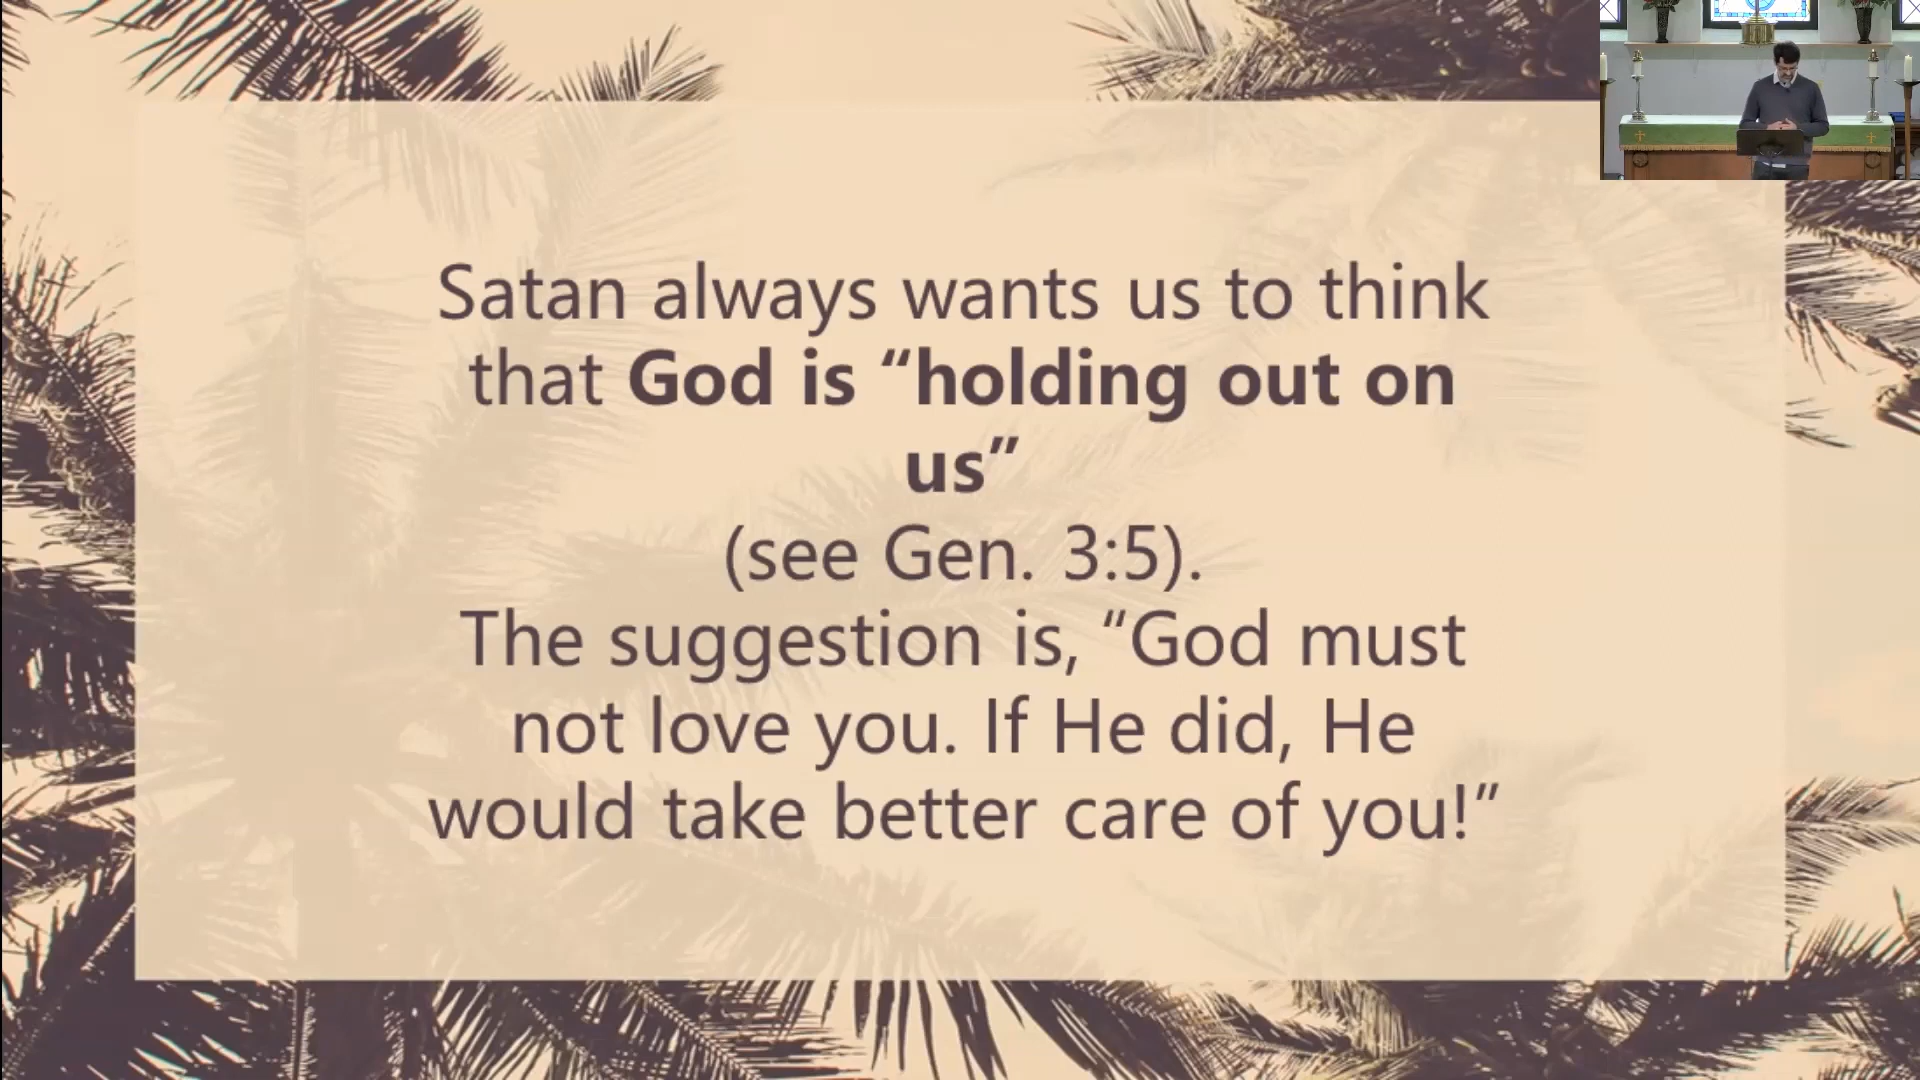 Satan always wants us to think
that God is “holding out on
us”
(see Gen. 3:5).
The suggestion is, “God must
not love you. If He did, He
would take better care of you!”